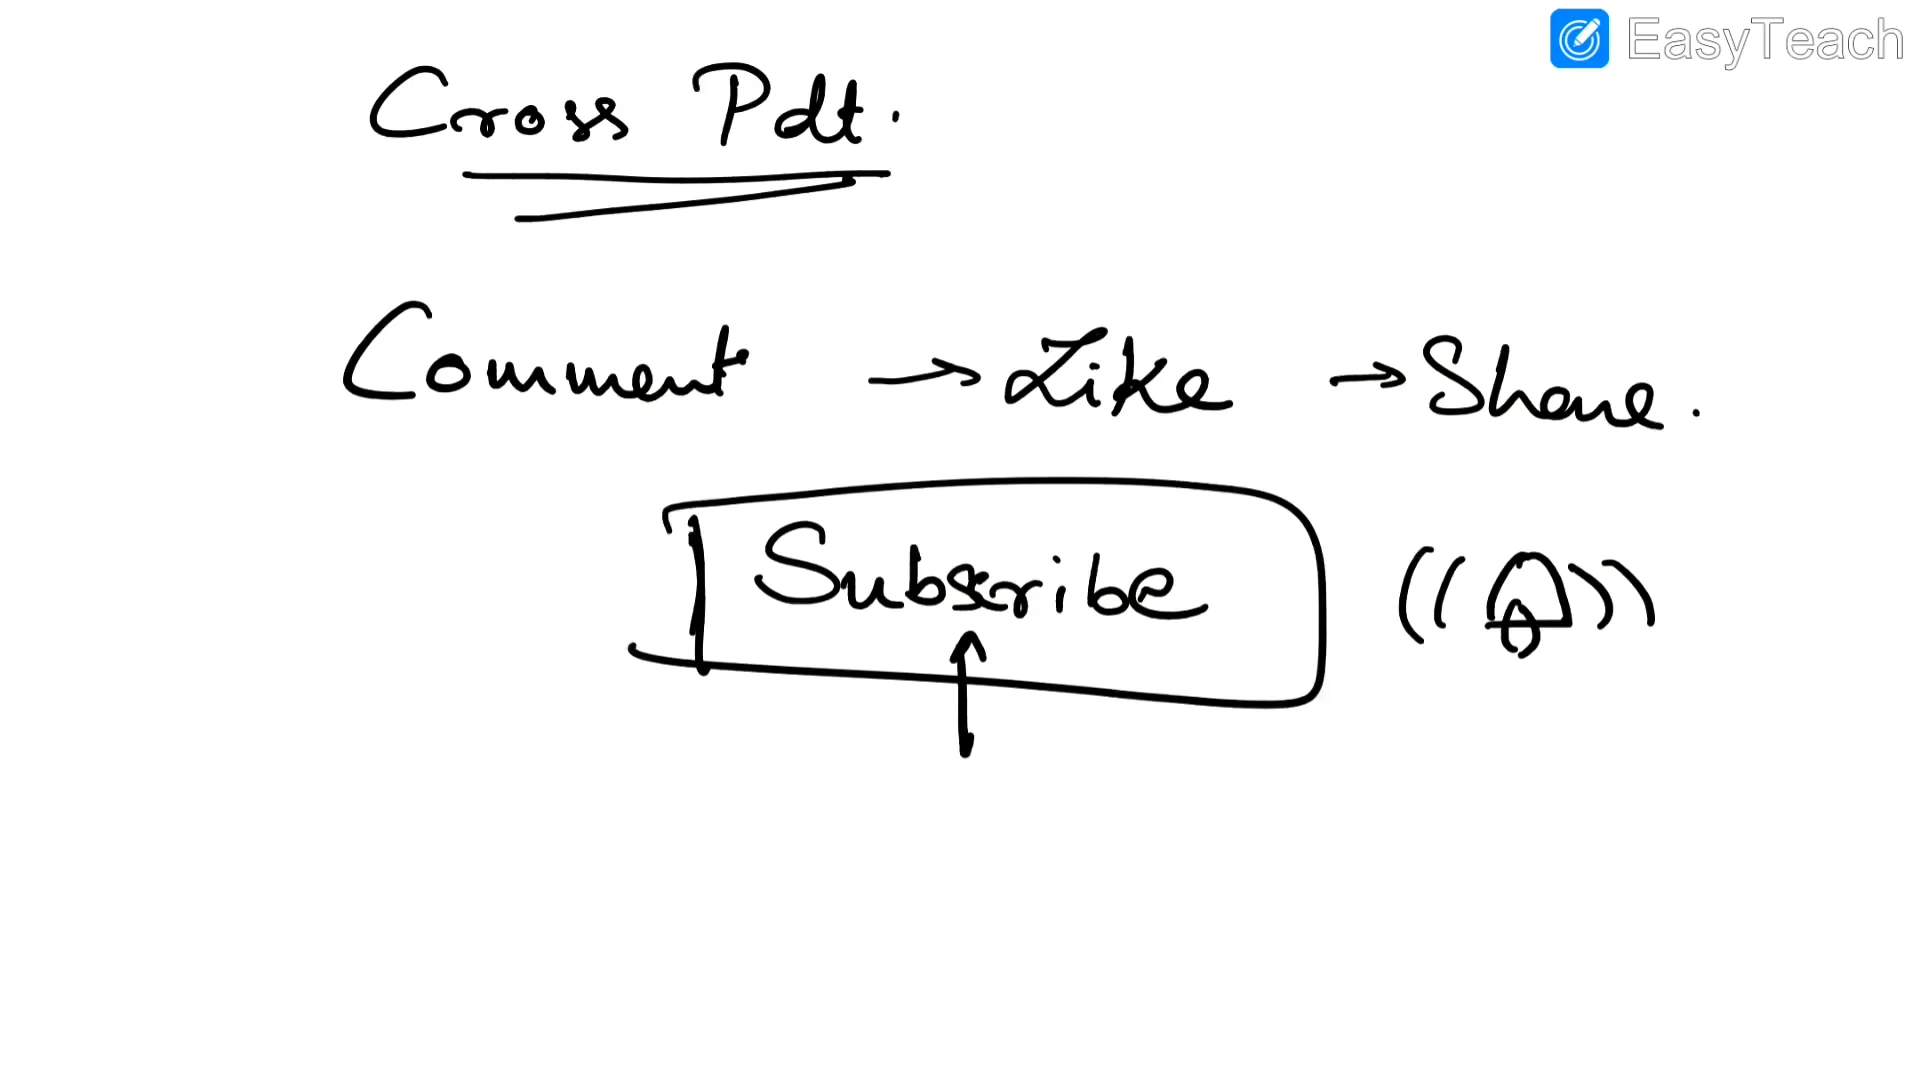 EasyTeach
Cross Pdt.
Comment → Like → Share.
Subscribe